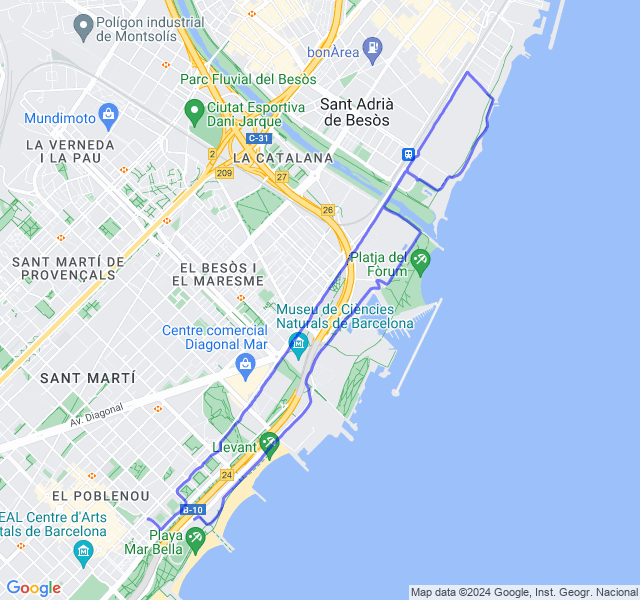 Polígon industrial
de Montsolís
bonÀrea
Parc Fluvial del Besòs
Sant Adrià
de Besòs
Ciutat Esportiva
Dani Jarque
Mundimoto
C-31
LA VERNEDA
I LA PAU
2
LA CATALANA
209
27
26
SANT MARTÍ DE
PROVENÇALS
EL BESÒS I
EL MARESME
Platja del
Fòrum
Museu de Ciències
Naturals de Barcelona
Centre comercial
Diagonal Mar
SANT MARTÍ
Av. Diagonal
Llevant
24
EL POBLENOU
B-10
EAL Centre d'Arts
tals de Barcelona
Playa
Mar Bella
Google
Map data ©2024 Google, Inst. Geogr. Nacional